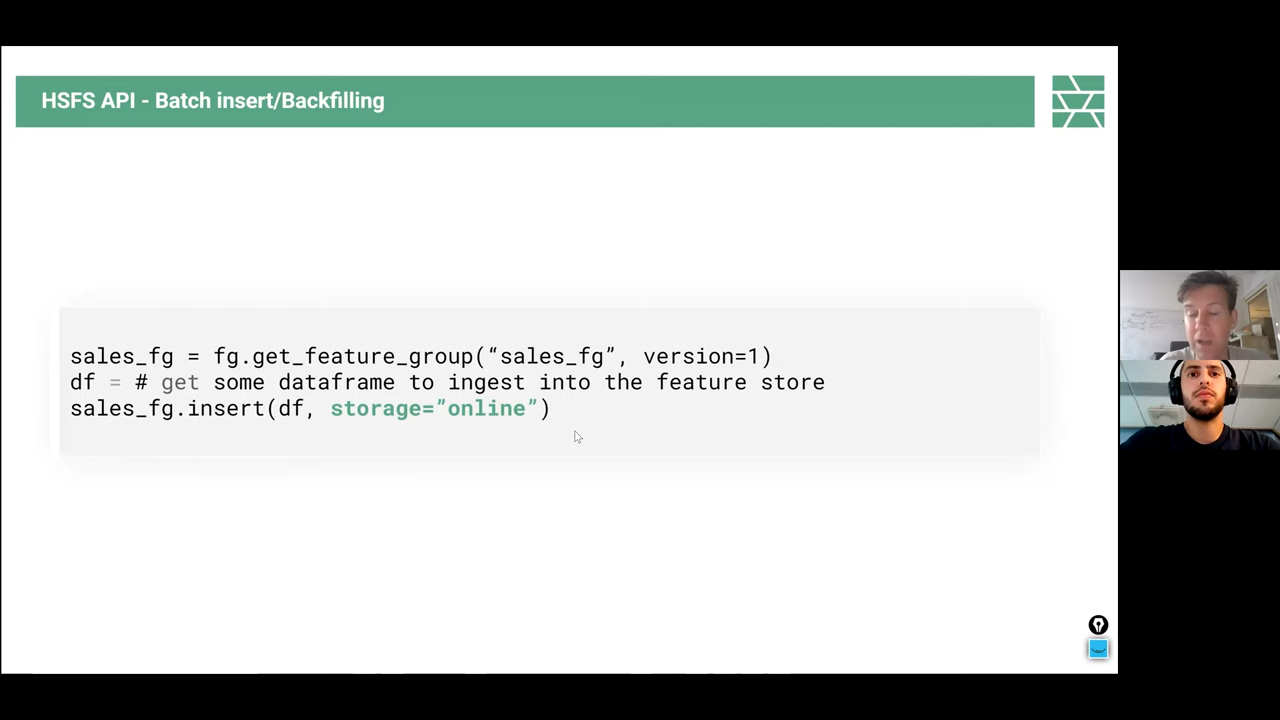 HSFS API - Batch insert/Backfilling
sales_fg = fg.get_feature_group(“sales_fg”, version=1)
df = # get some dataframe to ingest into the feature store
sales_fg.insert(df, storage=”online”)